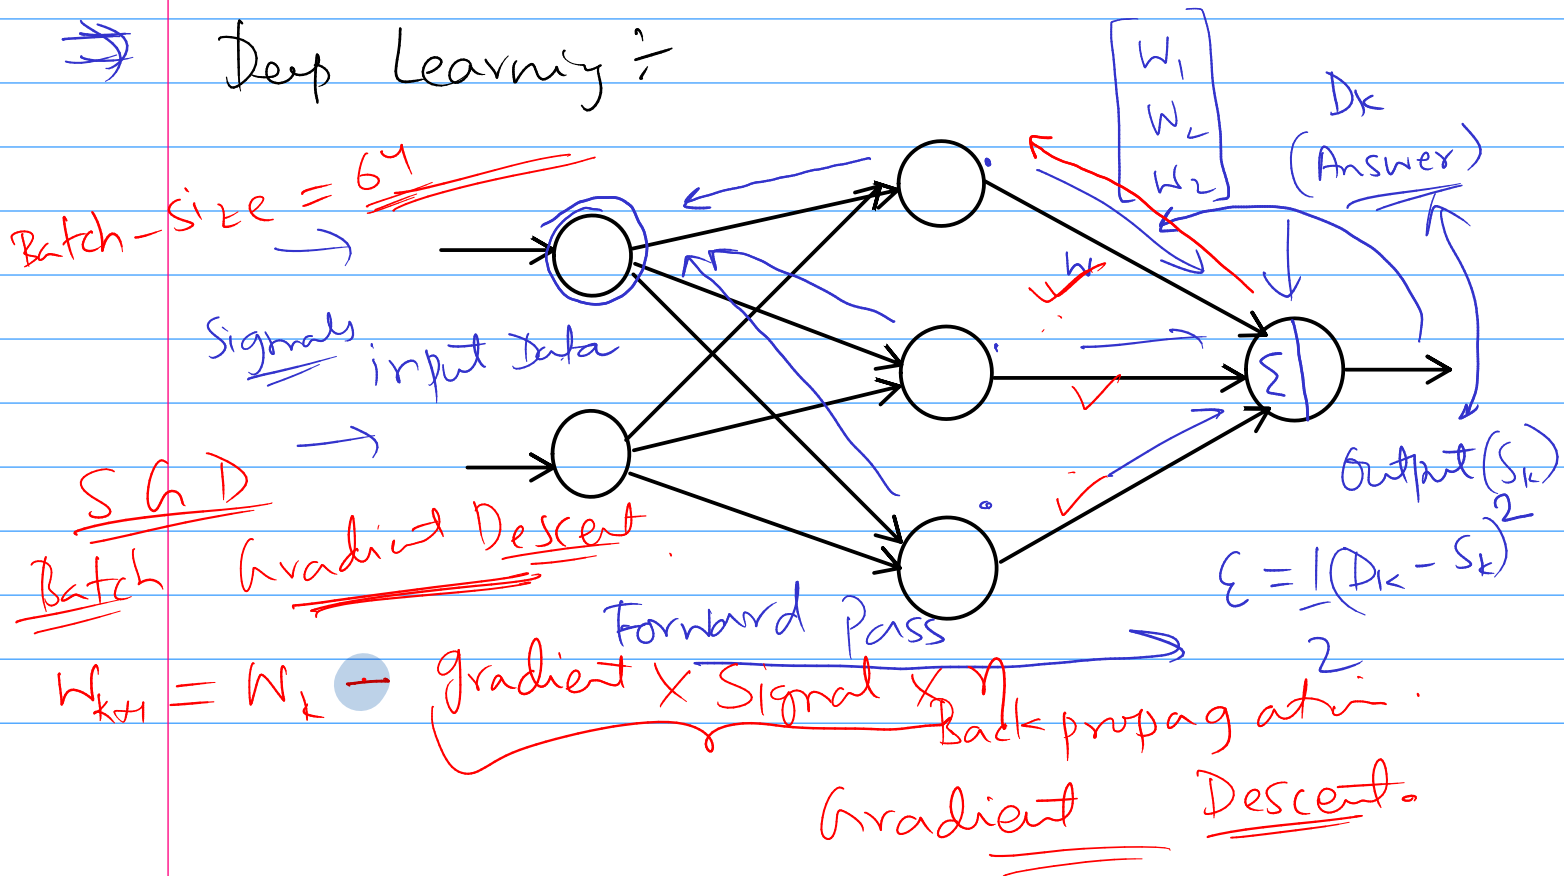 Deep Learning ÷
W1
W2
W2
Dk
(Answer)
Batch-size = 64
Signals
input Data
W
Σ
Output (Sk)
SGD
Batch Gradient Descent
ε = 1/2 (Dk - Sk)^2
Forward Pass
Wk+1 = Wk - gradient × Signal × η
Backpropagation
Gradient Descent.